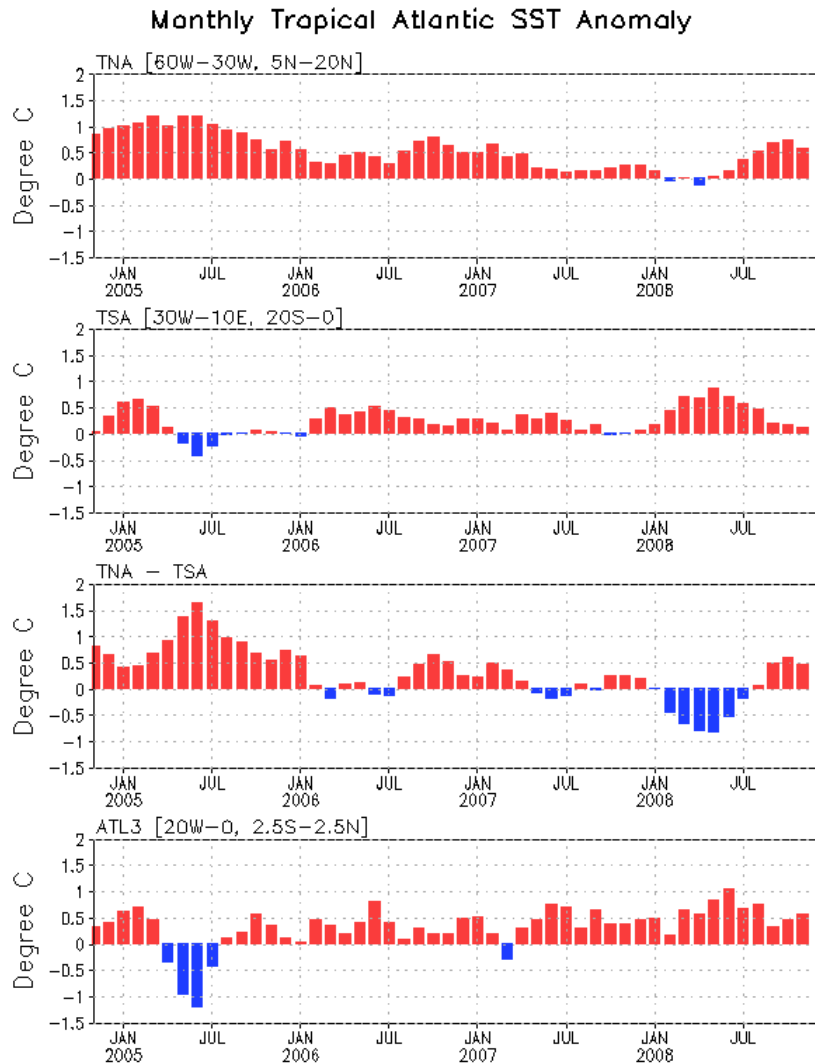 Monthly Tropical Atlantic SST Anomaly
TNA [60W-30W, 5N-20N]
Degree C
2
1.5
1
0.5
0
-0.5
-1
-1.5
JAN JUL JAN JUL JAN JUL JAN JUL
2005 2006 2007 2008
TSA [30W-10E, 20S-0]
Degree C
2
1.5
1
0.5
0
-0.5
-1
-1.5
JAN JUL JAN JUL JAN JUL JAN JUL
2005 2006 2007 2008
TNA - TSA
Degree C
2
1.5
1
0.5
0
-0.5
-1
-1.5
JAN JUL JAN JUL JAN JUL JAN JUL
2005 2006 2007 2008
ATL3 [20W-0, 2.5S-2.5N]
Degree C
2
1.5
1
0.5
0
-0.5
-1
-1.5
JAN JUL JAN JUL JAN JUL JAN JUL
2005 2006 2007 2008